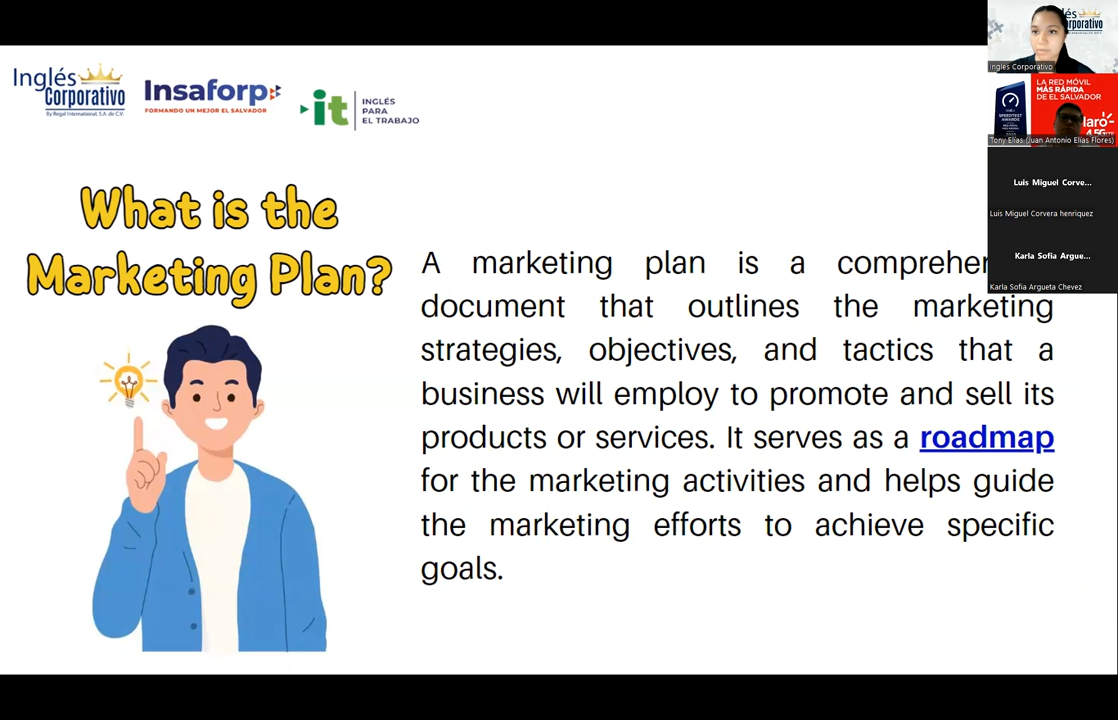 Inglés
Corporativo
By Regal International, S.A. de C.V.
Insaforp
FORMANDO UN MEJOR EL SALVADOR
it
INGLÉS
PARA
EL TRABAJO
What is the
Marketing Plan?
A marketing plan is a
document that outlines the marketing
strategies, objectives, and tactics that a
business will employ to promote and sell its
products or services. It serves as a roadmap
for the marketing activities and helps guide
the marketing efforts to achieve specific
goals.
Inglés Corporativo
LA RED MÓVIL
MÁS RÁPIDA
DE EL SALVADOR
SPEEDTEST
AWARDS
4.5G
Tony Elías (Juan Antonio Elías Flores)
Luis Miguel Corve...
Luis Miguel Corvera henriquez
Karla Sofia Argue...
Karla Sofia Argueta Chevez